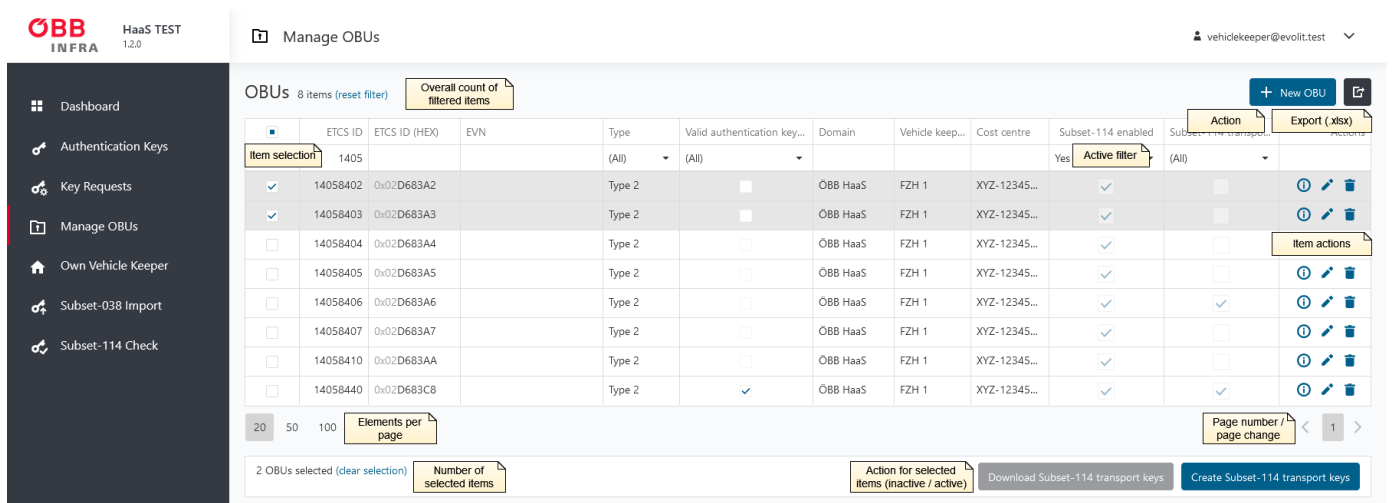 ÖBB
INFRA
HaaS TEST
1.2.0
Manage OBUs
vehiclekeeper@evolit.test
Dashboard
Authentication Keys
Key Requests
Manage OBUs
Own Vehicle Keeper
Subset-038 Import
Subset-114 Check
OBUs 8 items (reset filter)
Overall count of
filtered items
+ New OBU
Action
Export (.xlsx)
ETCS ID ETCS ID (HEX) EVN Type Valid authentication key... Domain Vehicle keep... Cost centre Subset-114 enabled Subset-114 transpo... Actions
Item selection 1405 (All) (All) Yes Active filter (All)
14058402 0x02D683A2 Type 2 ÖBB HaaS FZH 1 XYZ-12345...
14058403 0x02D683A3 Type 2 ÖBB HaaS FZH 1 XYZ-12345...
14058404 0x02D683A4 Type 2 ÖBB HaaS FZH 1 XYZ-12345... Item actions
14058405 0x02D683A5 Type 2 ÖBB HaaS FZH 1 XYZ-12345...
14058406 0x02D683A6 Type 2 ÖBB HaaS FZH 1 XYZ-12345...
14058407 0x02D683A7 Type 2 ÖBB HaaS FZH 1 XYZ-12345...
14058410 0x02D683AA Type 2 ÖBB HaaS FZH 1 XYZ-12345...
14058440 0x02D683C8 Type 2 ÖBB HaaS FZH 1 XYZ-12345...
20 50 100
Elements per
page
Page number /
page change
1
2 OBUs selected (clear selection)
Number of
selected items
Action for selected
items (inactive / active)
Download Subset-114 transport keys
Create Subset-114 transport keys